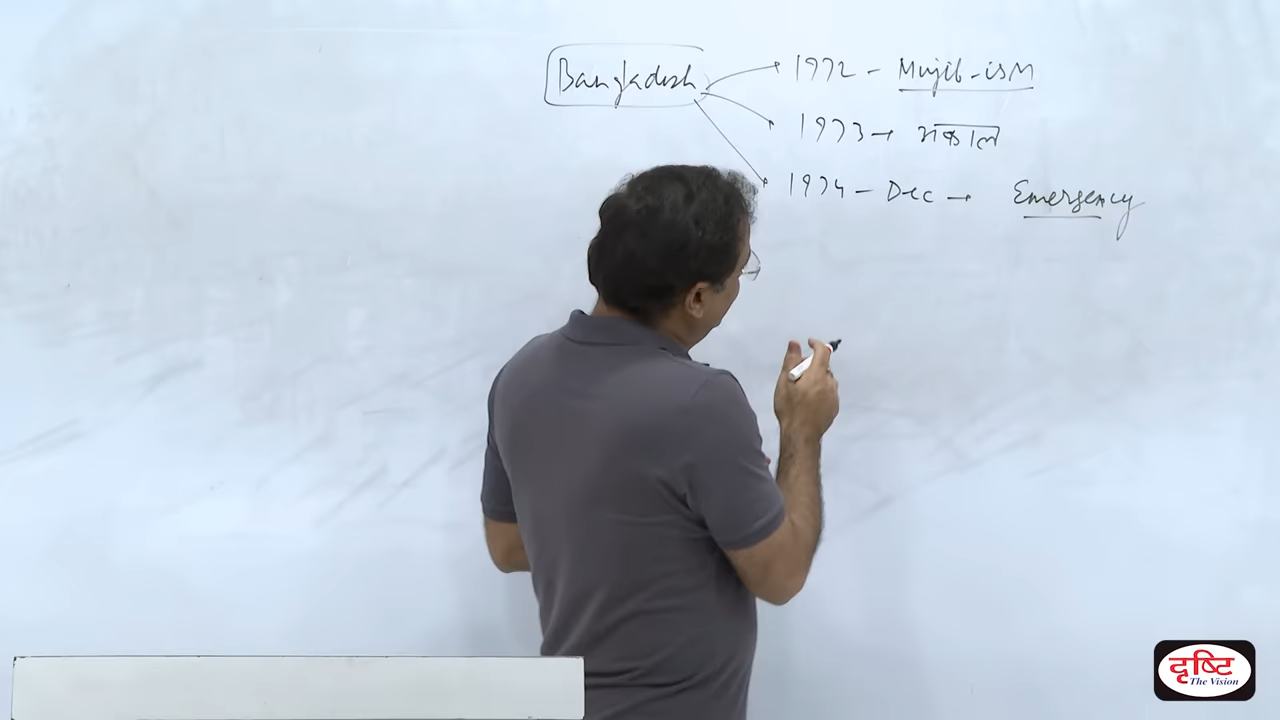 Bangladesh
1972 - Mujib-ism
1973 → अकाल
1974 - Dec → Emergency
दृष्टि
The Vision